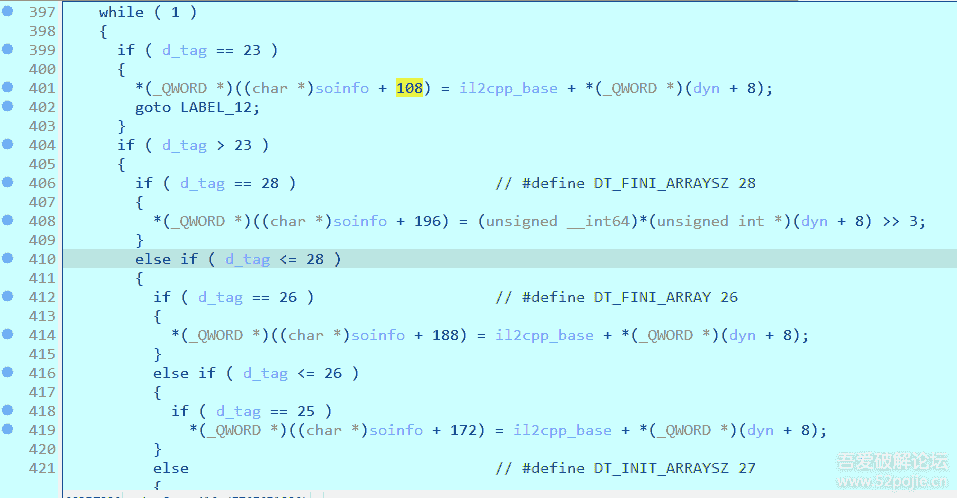 397 while ( 1 )
398 {
399 if ( d_tag == 23 )
400 {
401 *(_QWORD *)((char *)soinfo + 108) = il2cpp_base + *(_QWORD *)(dyn + 8);
402 goto LABEL_12;
403 }
404 if ( d_tag > 23 )
405 {
406 if ( d_tag == 28 ) // #define DT_FINI_ARRAYSZ 28
407 {
408 *(_QWORD *)((char *)soinfo + 196) = (unsigned __int64)*(unsigned int *)(dyn + 8) >> 3;
409 }
410 else if ( d_tag <= 28 )
411 {
412 if ( d_tag == 26 ) // #define DT_FINI_ARRAY 26
413 {
414 *(_QWORD *)((char *)soinfo + 188) = il2cpp_base + *(_QWORD *)(dyn + 8);
415 }
416 else if ( d_tag <= 26 )
417 {
418 if ( d_tag == 25 )
419 *(_QWORD *)((char *)soinfo + 172) = il2cpp_base + *(_QWORD *)(dyn + 8);
420 }
421 else // #define DT_INIT_ARRAYSZ 27
{
吾爱破解论坛
www.52pojie.cn